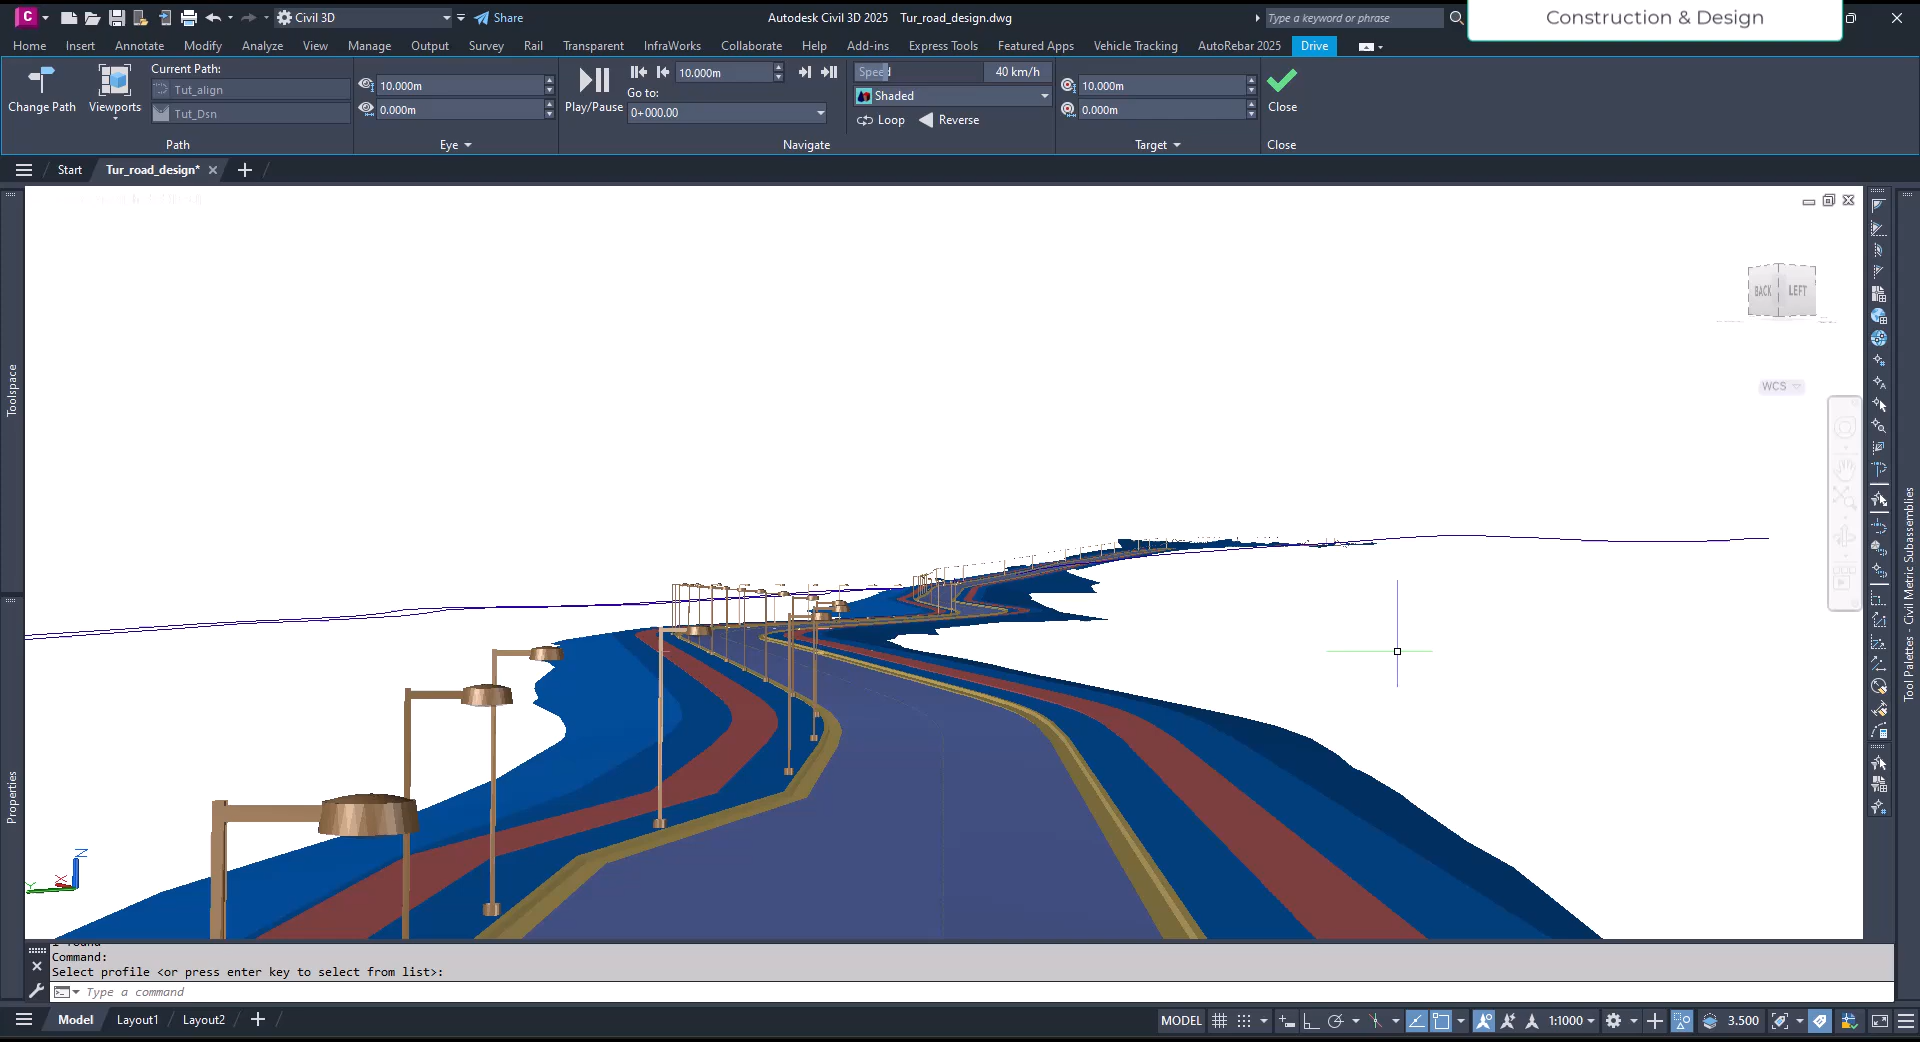 C
Civil 3D
Share
Autodesk Civil 3D 2025 Tur_road_design.dwg
Type a keyword or phrase
Construction & Design
Home Insert Annotate Modify Analyze View Manage Output Survey Rail Transparent InfraWorks Collaborate Help Add-ins Express Tools Featured Apps Vehicle Tracking AutoRebar 2025 Drive
Change Path
Viewports
Current Path:
Tut_align
Tut_Dsn
Path
10.000m
0.000m
Eye
Play/Pause
10.000m
Go to:
0+000.00
Speed 40 km/h
Shaded
Loop Reverse
Navigate
10.000m
0.000m
Target
Close
Close
Start Tur_road_design*
Toolspace
Properties
BACK LEFT
WCS
Tool Palettes - Civil Metric Subassemblies
Z
X
Y
Command:
Select profile <or press enter key to select from list>:
Type a command
Model Layout1 Layout2
MODEL 1:1000 3.500